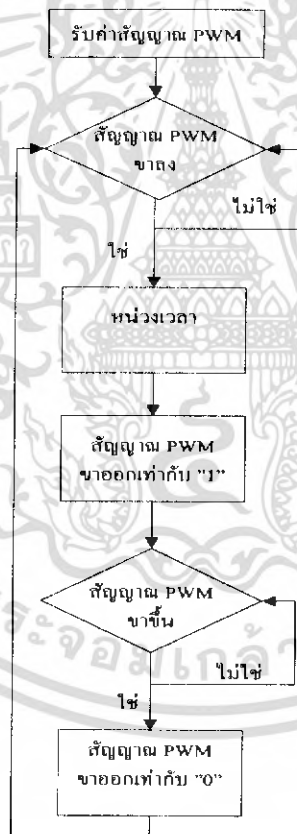 รับค่าสัญญาณ PWM
สัญญาณ PWM
ขาลง
ไม่ใช่
ใช่
หน่วงเวลา
สัญญาณ PWM
ขาออกเท่ากับ "1"
สัญญาณ PWM
ขาขึ้น
ไม่ใช่
ใช่
สัญญาณ PWM
ขาออกเท่ากับ "0"